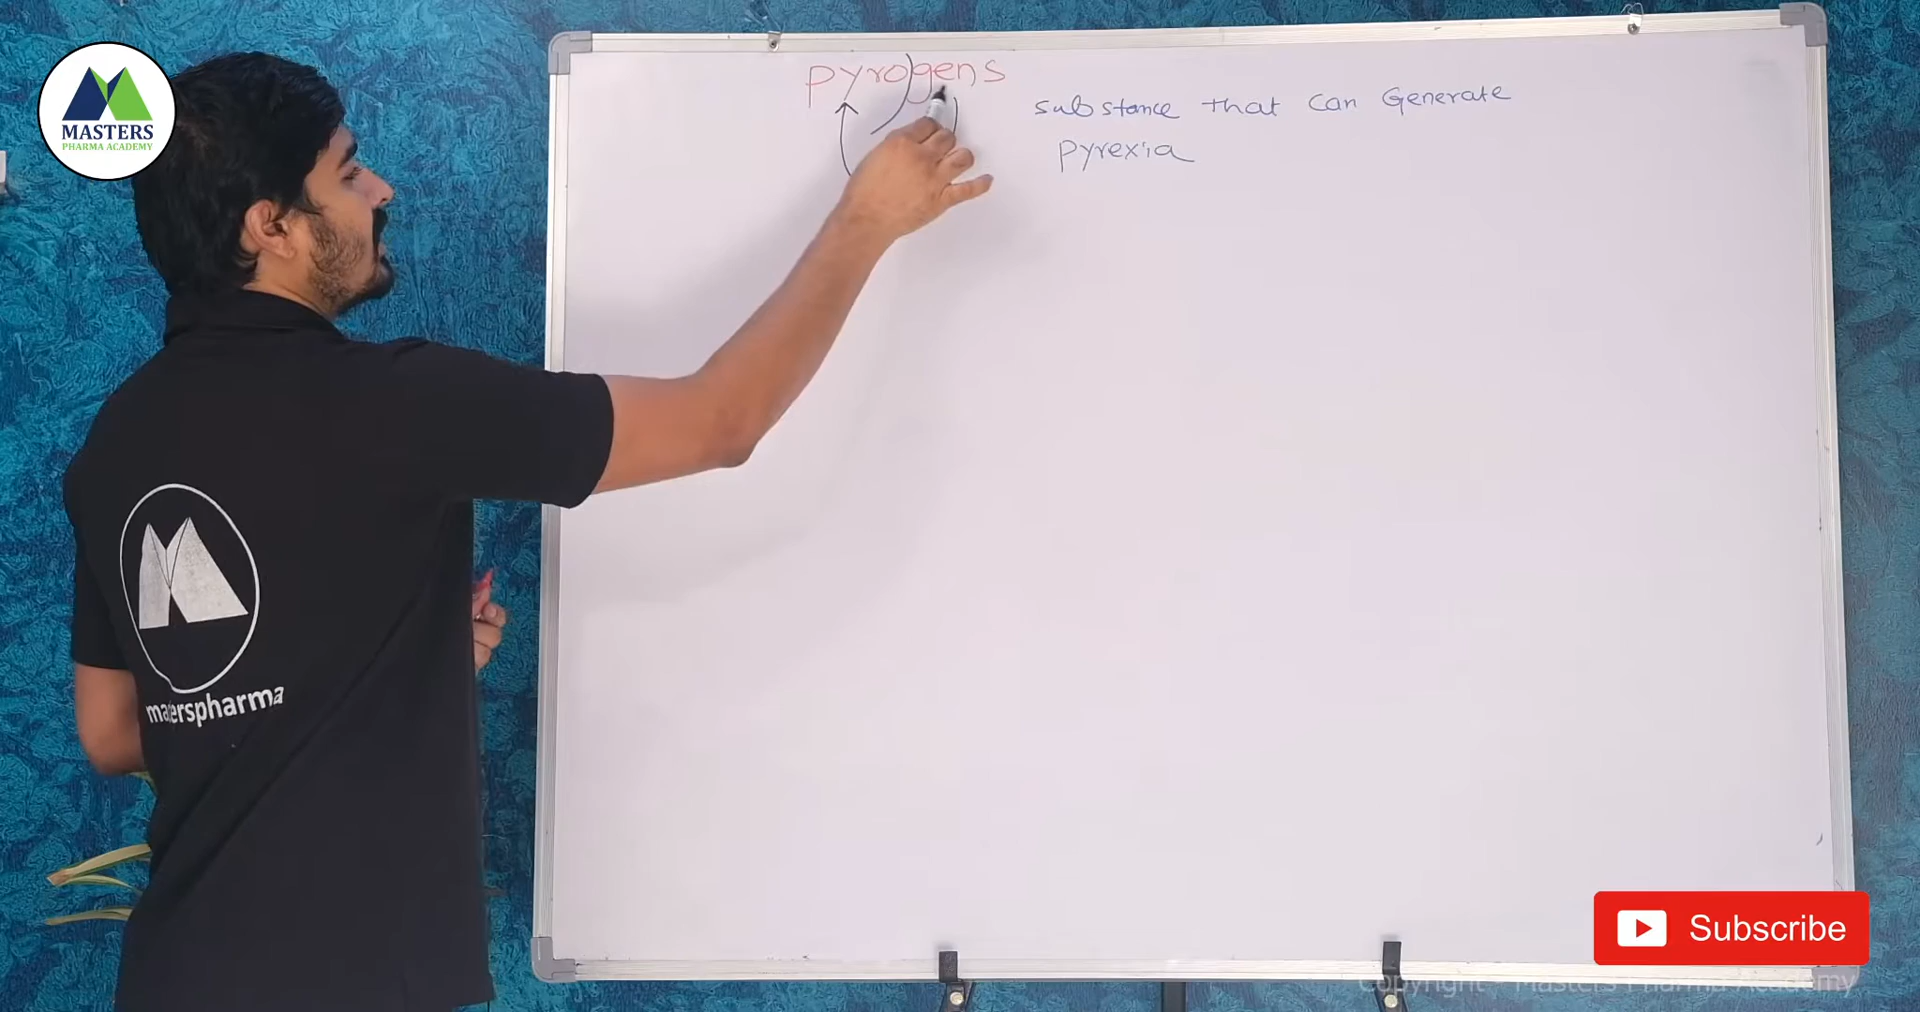 MASTERS
PHARMA ACADEMY
pyrogens
substance that can Generate
pyrexia
masterspharma
Subscribe
Copyright - Masters Pharma Academy